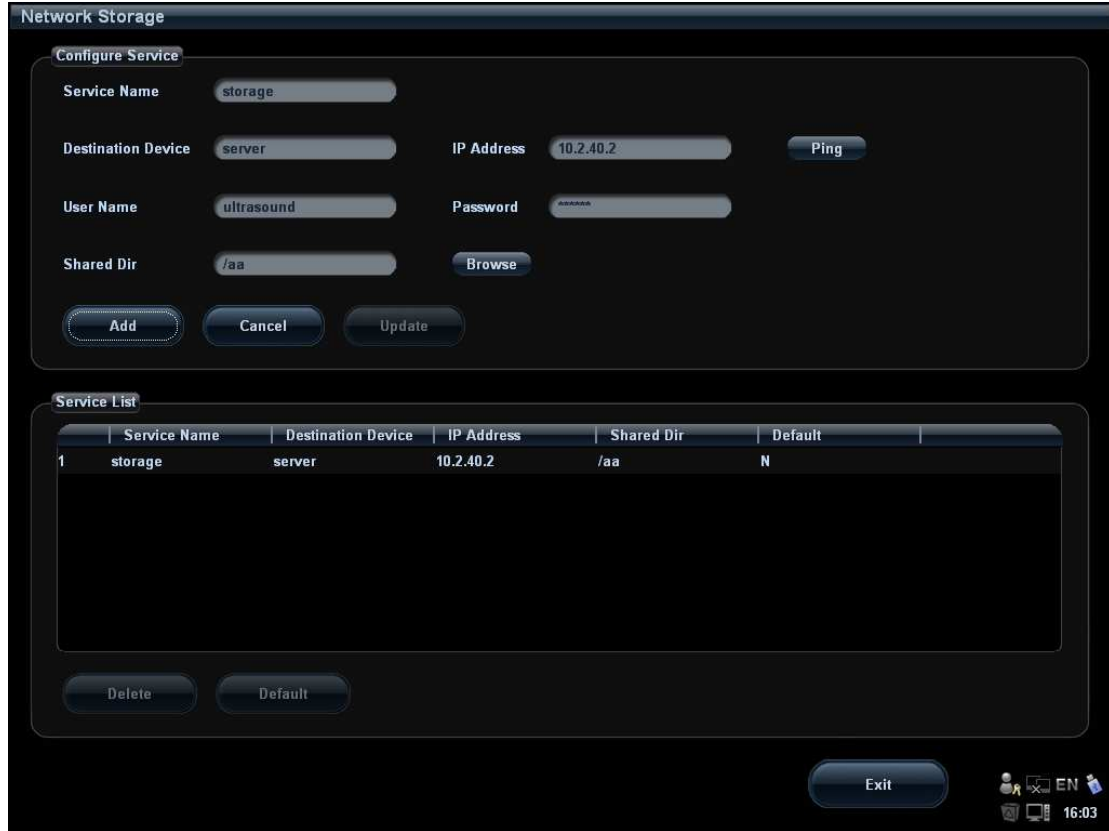 Network Storage
Configure Service
Service Name storage
Destination Device server IP Address 10.2.40.2 Ping
User Name ultrasound Password ******
Shared Dir /aa Browse
Add Cancel Update
Service List
Service Name Destination Device IP Address Shared Dir Default
1 storage server 10.2.40.2 /aa N
Delete Default
Exit
EN
16:03